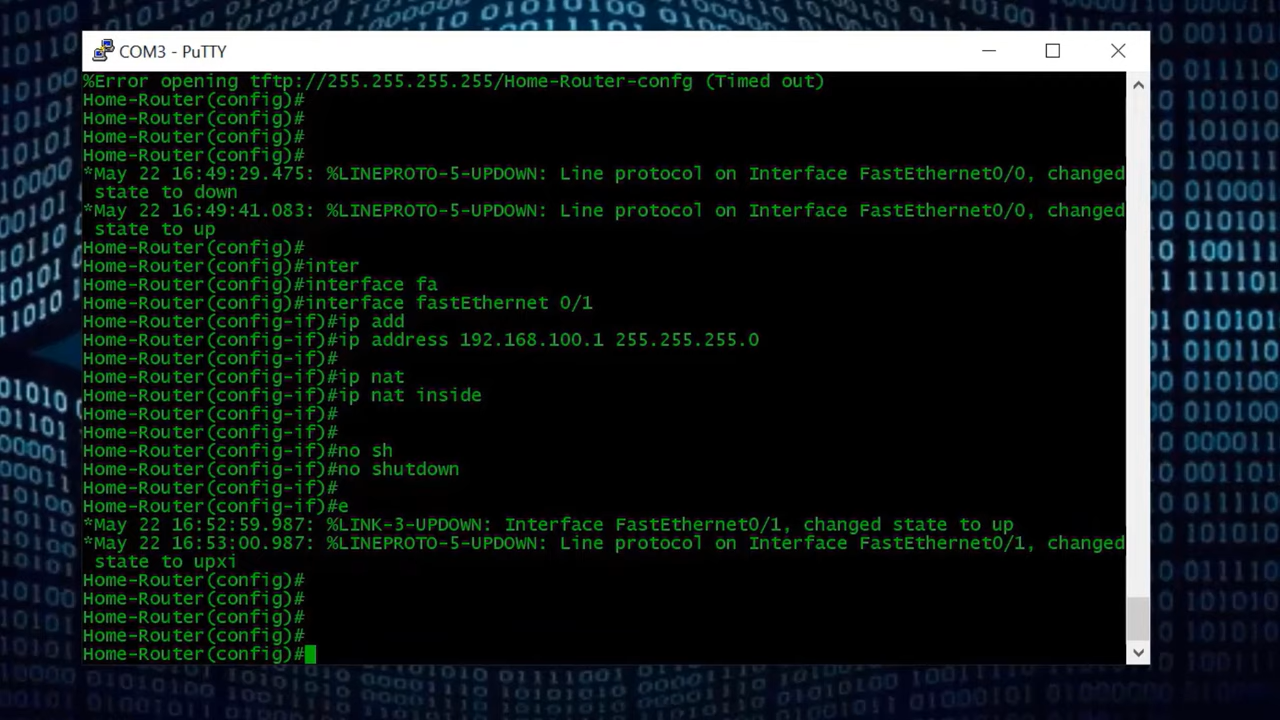 COM3 - PuTTY
%Error opening tftp://255.255.255.255/Home-Router-confg (Timed out)
Home-Router(config)#
Home-Router(config)#
Home-Router(config)#
Home-Router(config)#
*May 22 16:49:29.475: %LINEPROTO-5-UPDOWN: Line protocol on Interface FastEthernet0/0, changed
state to down
*May 22 16:49:41.083: %LINEPROTO-5-UPDOWN: Line protocol on Interface FastEthernet0/0, changed
state to up
Home-Router(config)#
Home-Router(config)#inter
Home-Router(config)#interface fa
Home-Router(config)#interface fastEthernet 0/1
Home-Router(config-if)#ip add
Home-Router(config-if)#ip address 192.168.100.1 255.255.255.0
Home-Router(config-if)#
Home-Router(config-if)#ip nat
Home-Router(config-if)#ip nat inside
Home-Router(config-if)#
Home-Router(config-if)#
Home-Router(config-if)#no sh
Home-Router(config-if)#no shutdown
Home-Router(config-if)#
Home-Router(config-if)#e
*May 22 16:52:59.987: %LINK-3-UPDOWN: Interface FastEthernet0/1, changed state to up
*May 22 16:53:00.987: %LINEPROTO-5-UPDOWN: Line protocol on Interface FastEthernet0/1, changed
state to upxi
Home-Router(config)#
Home-Router(config)#
Home-Router(config)#
Home-Router(config)#
Home-Router(config)#